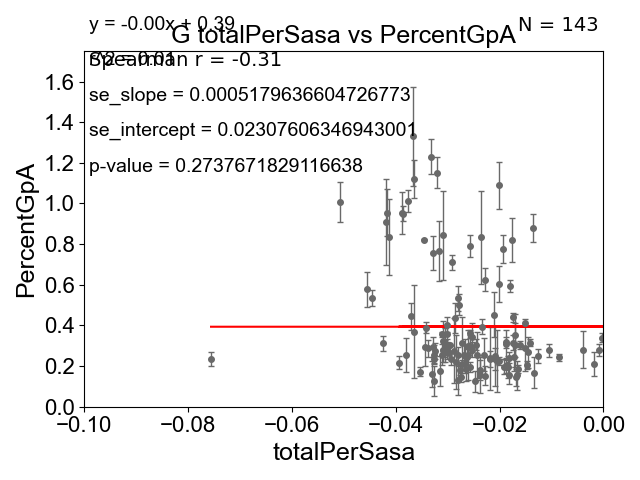 y = -0.00x + 0.39
N = 143
G totalPerSasa vs PercentGpA
Spearman r = -0.31
se_slope = 0.0005179636604726773
se_intercept = 0.02307606346943001
p-value = 0.2737671829116638
PercentGpA
1.6
1.4
1.2
1.0
0.8
0.6
0.4
0.2
0.0
−0.10
−0.08
−0.06
−0.04
−0.02
0.00
totalPerSasa